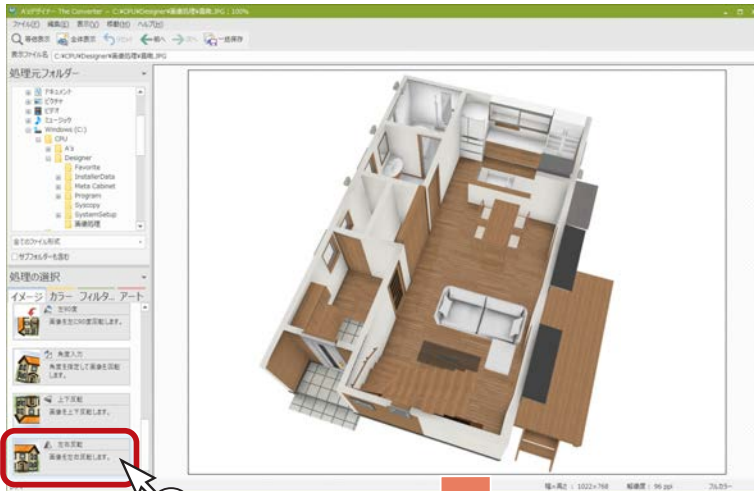 A'sデザイナー The Converter - C:¥CPU¥Designer¥画像処理¥俯瞰.JPG | 100%
ファイル(F) 編集(E) 表示(V) 移動(M) ヘルプ(H)
等倍表示 全体表示 リセット 前へ 次へ 一括保存
表示ファイル名 C:¥CPU¥Designer¥画像処理¥俯瞰.JPG
処理元フォルダー
ドキュメント
ピクチャ
ビデオ
ミュージック
Windows (C:)
CPU
A's
Designer
Favorite
InstallerData
Meta Cabinet
Program
Syscopy
SystemSetup
画像処理
全てのファイル形式
サブフォルダーも含む
処理の選択
イメージ カラー フィルタ... アート
左90度
画像を左に90度回転します。
角度入力
角度を指定して画像を回転
します。
上下反転
画像を上下反転します。
左右反転
画像を左右反転します。
幅×高さ : 1022×768 解像度 : 96 ppi フルカラー